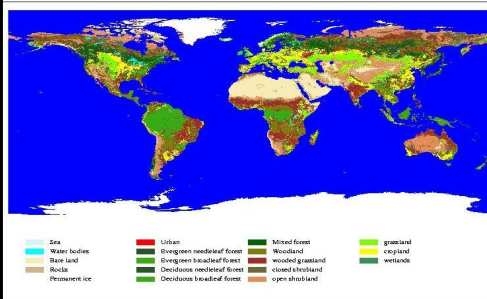 Sea
Water bodies
Bare land
Rocks
Permanent ice
Urban
Evergreen needleleaf forest
Evergreen broadleaf forest
Deciduous needleleaf forest
Deciduous broadleaf forest
Mixed forest
Woodland
wooded grassland
closed shrubland
open shrubland
grassland
cropland
wetlands